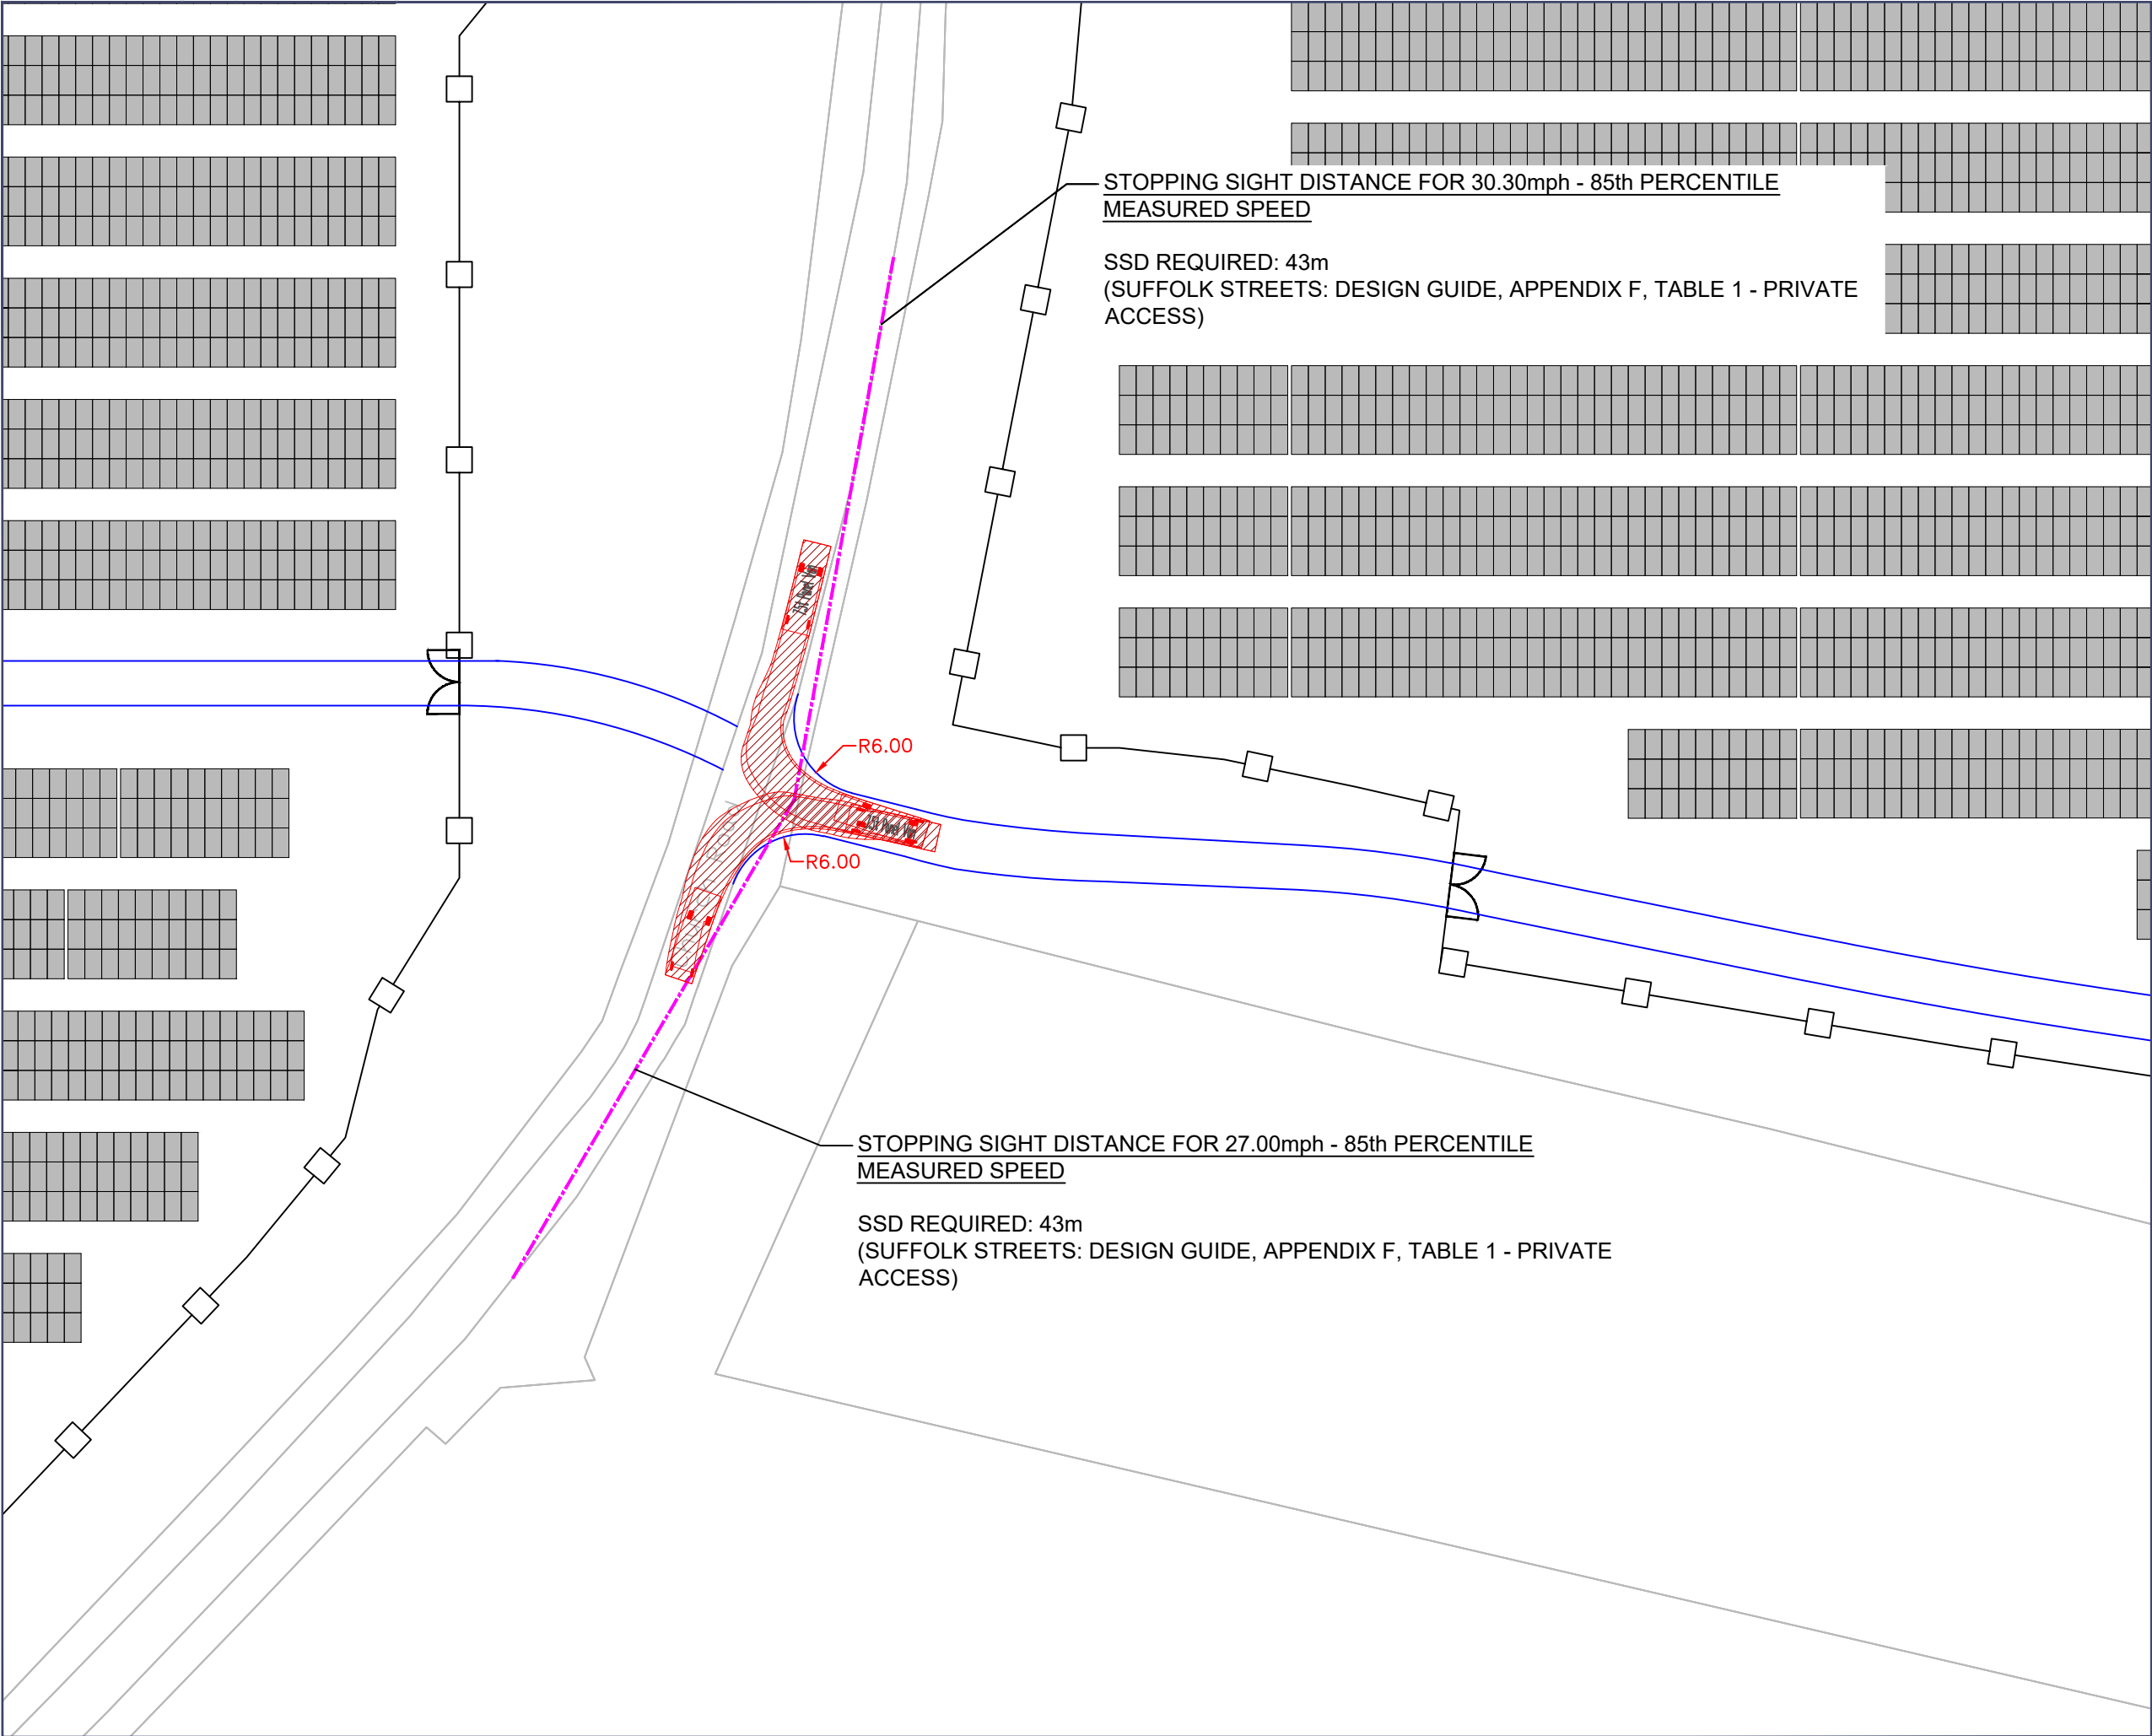 STOPPING SIGHT DISTANCE FOR 30.30mph - 85th PERCENTILE
MEASURED SPEED
SSD REQUIRED: 43m
(SUFFOLK STREETS: DESIGN GUIDE, APPENDIX F, TABLE 1 - PRIVATE
ACCESS)
R6.00
R6.00
STOPPING SIGHT DISTANCE FOR 27.00mph - 85th PERCENTILE
MEASURED SPEED
SSD REQUIRED: 43m
(SUFFOLK STREETS: DESIGN GUIDE, APPENDIX F, TABLE 1 - PRIVATE
ACCESS)